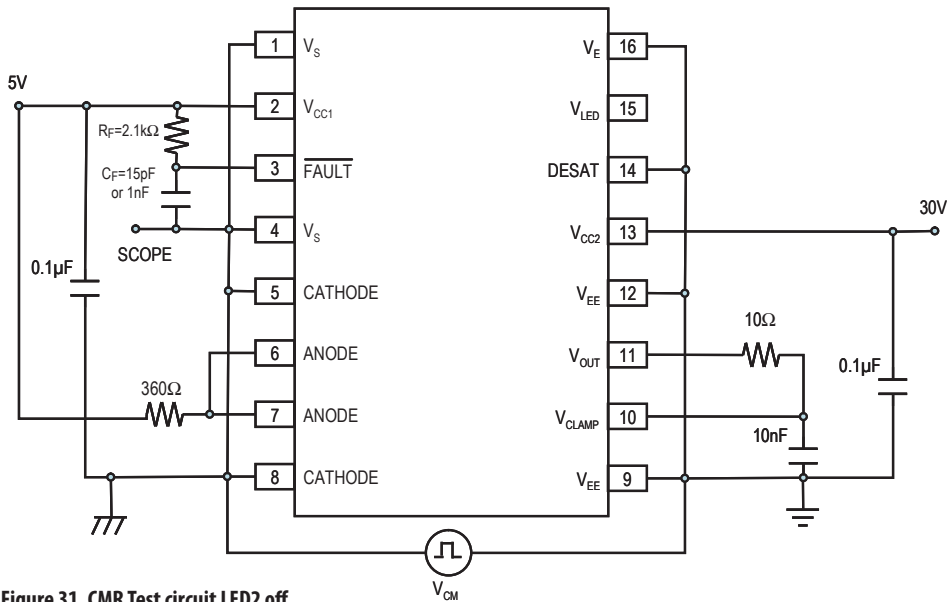 1 V_S
V_E 16
5V
2 V_CC1
V_LED 15
R_F=2.1kΩ
3 FAULT
DESAT 14
C_F=15pF
or 1nF
30V
4 V_S
V_CC2 13
SCOPE
0.1µF
5 CATHODE
V_EE 12
10Ω
6 ANODE
V_OUT 11
0.1µF
360Ω
7 ANODE
V_CLAMP 10
10nF
8 CATHODE
V_EE 9
V_CM
Figure 31. CMR Test circuit LED2 off